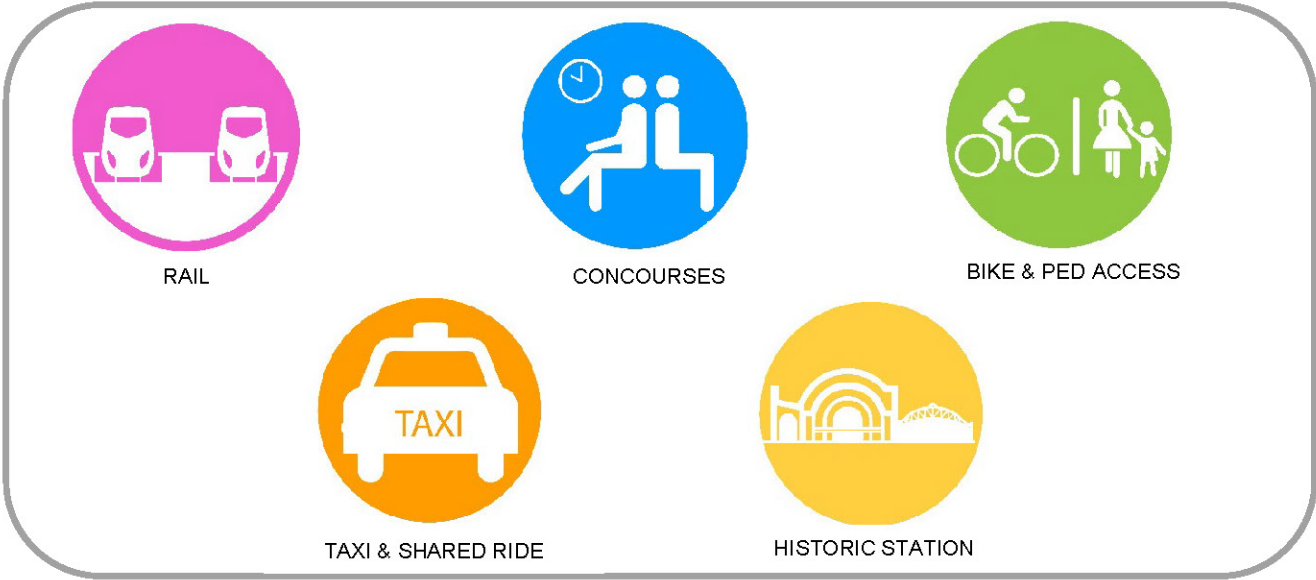 RAIL
CONCOURSES
BIKE & PED ACCESS
TAXI
TAXI & SHARED RIDE
HISTORIC STATION